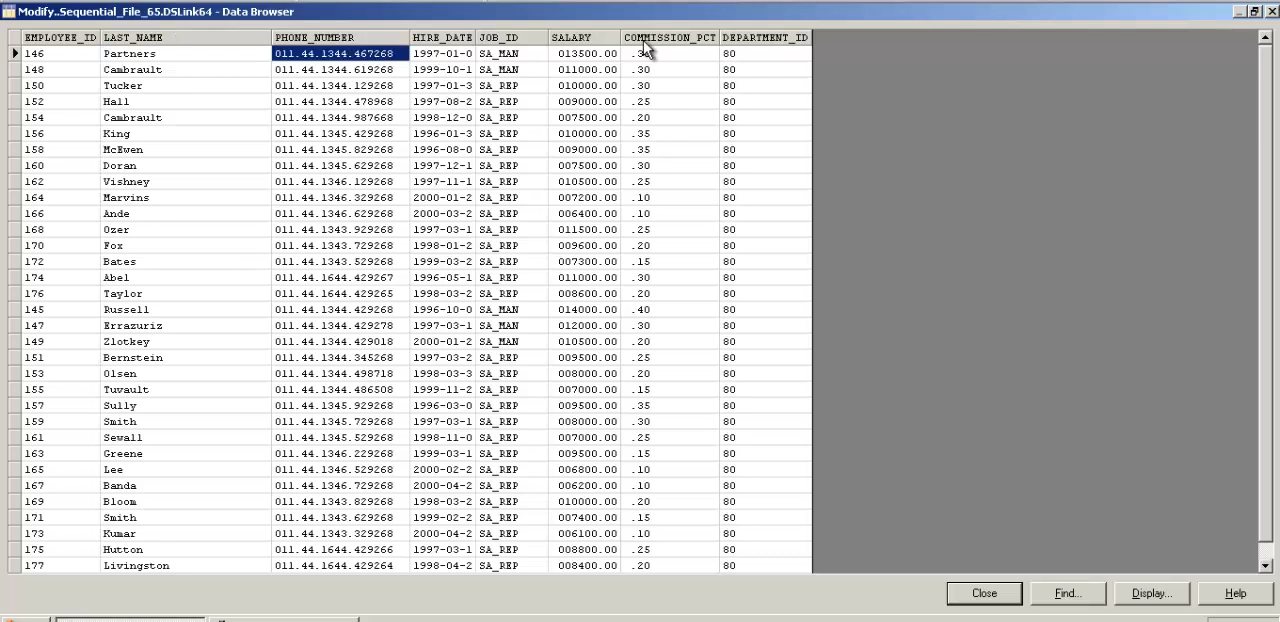 Modify..Sequential_File_65.DSLink64 - Data Browser
EMPLOYEE_ID LAST_NAME PHONE_NUMBER HIRE_DATE JOB_ID SALARY COMMISSION_PCT DEPARTMENT_ID
146 Partners 011.44.1344.467268 1997-01-0 SA_MAN 013500.00 80
148 Cambrault 011.44.1344.619268 1999-10-1 SA_MAN 011000.00 .30 80
150 Tucker 011.44.1344.129268 1997-01-3 SA_REP 010000.00 .30 80
152 Hall 011.44.1344.478968 1997-08-2 SA_REP 009000.00 .25 80
154 Cambrault 011.44.1344.987668 1998-12-0 SA_REP 007500.00 .20 80
156 King 011.44.1345.429268 1996-01-3 SA_REP 010000.00 .35 80
158 McEwen 011.44.1345.829268 1996-08-0 SA_REP 009000.00 .35 80
160 Doran 011.44.1345.629268 1997-12-1 SA_REP 007500.00 .30 80
162 Vishney 011.44.1346.129268 1997-11-1 SA_REP 010500.00 .25 80
164 Marvins 011.44.1346.329268 2000-01-2 SA_REP 007200.00 .10 80
166 Ande 011.44.1346.629268 2000-03-2 SA_REP 006400.00 .10 80
168 Ozer 011.44.1343.929268 1997-03-1 SA_REP 011500.00 .25 80
170 Fox 011.44.1343.729268 1998-01-2 SA_REP 009600.00 .20 80
172 Bates 011.44.1343.529268 1999-03-2 SA_REP 007300.00 .15 80
174 Abel 011.44.1644.429267 1996-05-1 SA_REP 011000.00 .30 80
176 Taylor 011.44.1644.429265 1998-03-2 SA_REP 008600.00 .20 80
145 Russell 011.44.1344.429268 1996-10-0 SA_MAN 014000.00 .40 80
147 Errazuriz 011.44.1344.429278 1997-03-1 SA_MAN 012000.00 .30 80
149 Zlotkey 011.44.1344.429018 2000-01-2 SA_MAN 010500.00 .20 80
151 Bernstein 011.44.1344.345268 1997-03-2 SA_REP 009500.00 .25 80
153 Olsen 011.44.1344.498718 1998-03-3 SA_REP 008000.00 .20 80
155 Tuvault 011.44.1344.486508 1999-11-2 SA_REP 007000.00 .15 80
157 Sully 011.44.1345.929268 1996-03-0 SA_REP 009500.00 .35 80
159 Smith 011.44.1345.729268 1997-03-1 SA_REP 008000.00 .30 80
161 Sewall 011.44.1345.529268 1998-11-0 SA_REP 007000.00 .25 80
163 Greene 011.44.1346.229268 1999-03-1 SA_REP 009500.00 .15 80
165 Lee 011.44.1346.529268 2000-02-2 SA_REP 006800.00 .10 80
167 Banda 011.44.1346.729268 2000-04-2 SA_REP 006200.00 .10 80
169 Bloom 011.44.1343.829268 1998-03-2 SA_REP 010000.00 .20 80
171 Smith 011.44.1343.629268 1999-02-2 SA_REP 007400.00 .15 80
173 Kumar 011.44.1343.329268 2000-04-2 SA_REP 006100.00 .10 80
175 Hutton 011.44.1644.429266 1997-03-1 SA_REP 008800.00 .25 80
177 Livingston 011.44.1644.429264 1998-04-2 SA_REP 008400.00 .20 80
Close Find... Display... Help